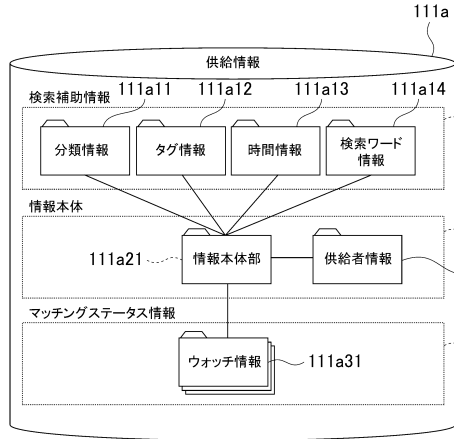 111a
供給情報
検索補助情報
111a11
111a12
111a13
111a14
分類情報
タグ情報
時間情報
検索ワード
情報
情報本体
111a21
情報本体部
供給者情報
マッチングステータス情報
ウォッチ情報
111a31